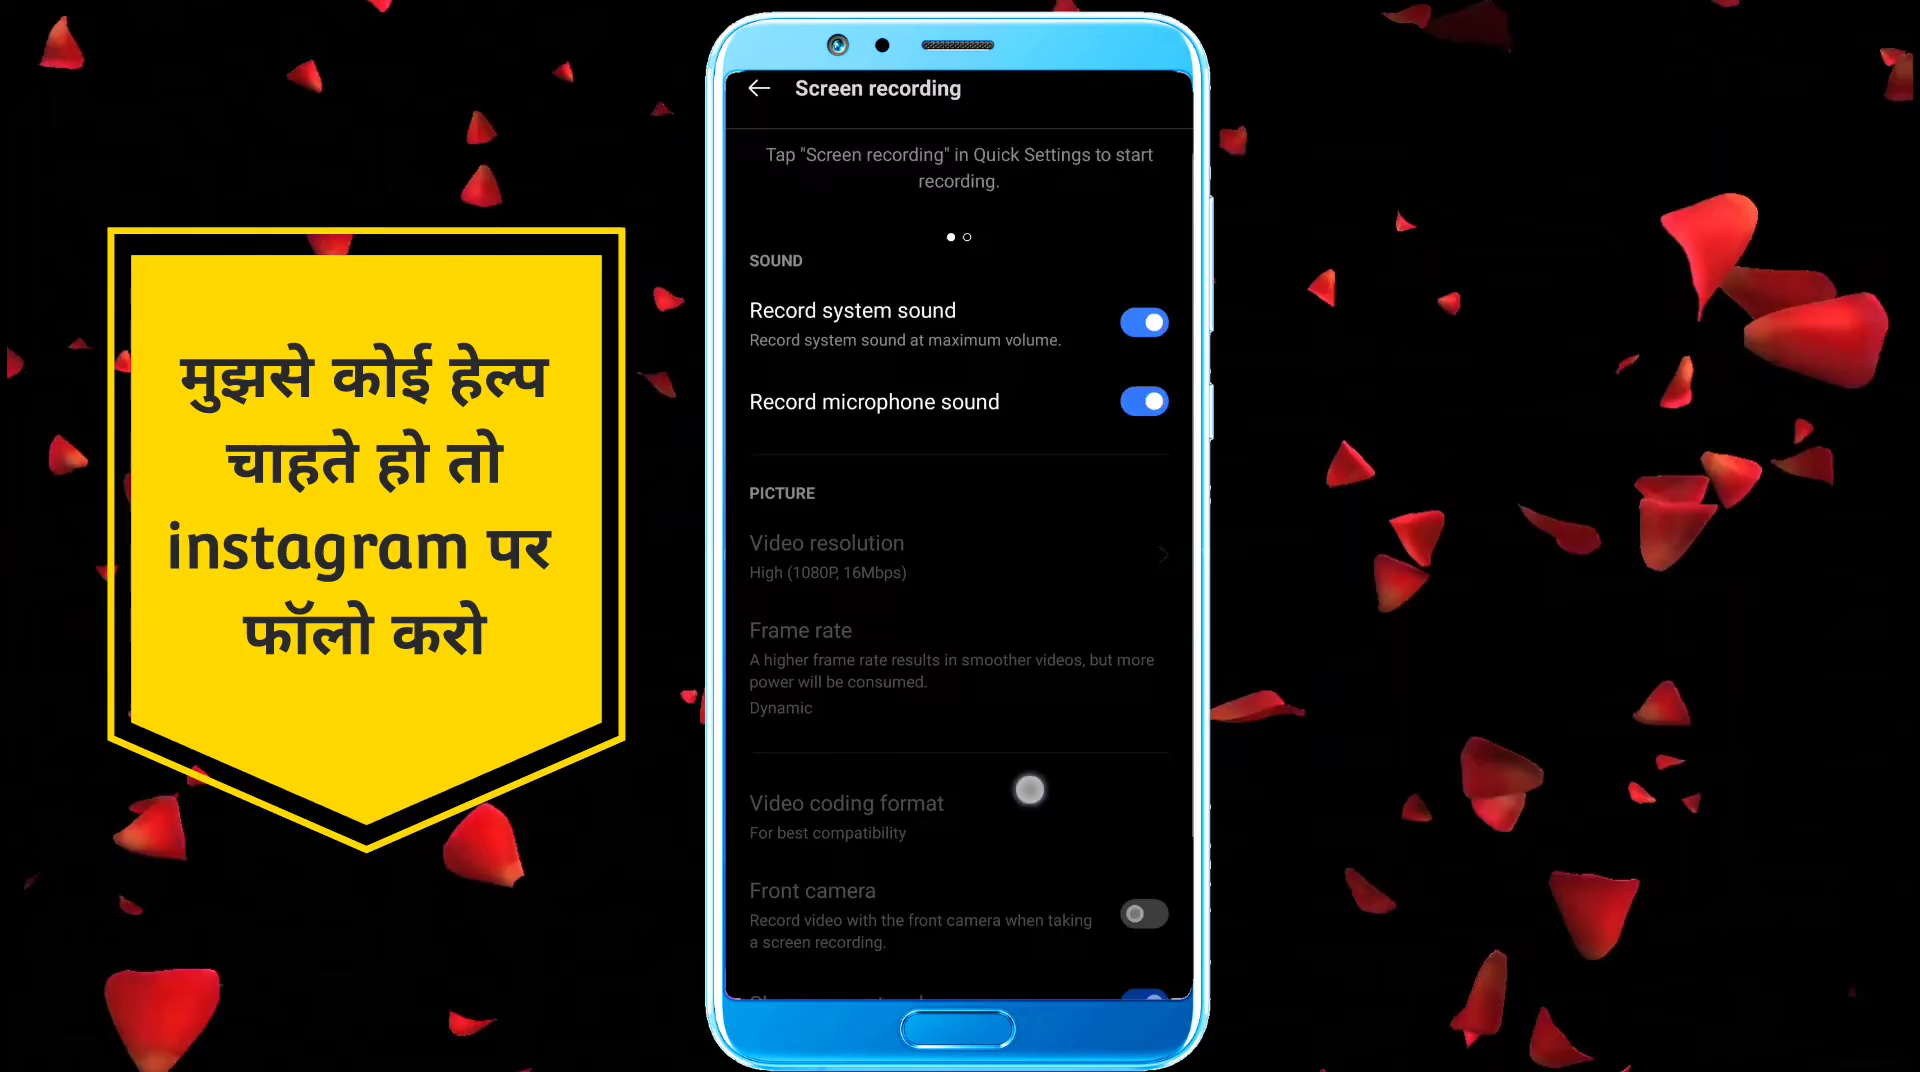 मुझसे कोई हेल्प
चाहते हो तो
instagram पर
फॉलो करो
Screen recording
Tap "Screen recording" in Quick Settings to start
recording.
SOUND
Record system sound
Record system sound at maximum volume.
Record microphone sound
PICTURE
Video resolution
High (1080P, 16Mbps)
Frame rate
A higher frame rate results in smoother videos, but more
power will be consumed.
Dynamic
Video coding format
For best compatibility
Front camera
Record video with the front camera when taking
a screen recording.